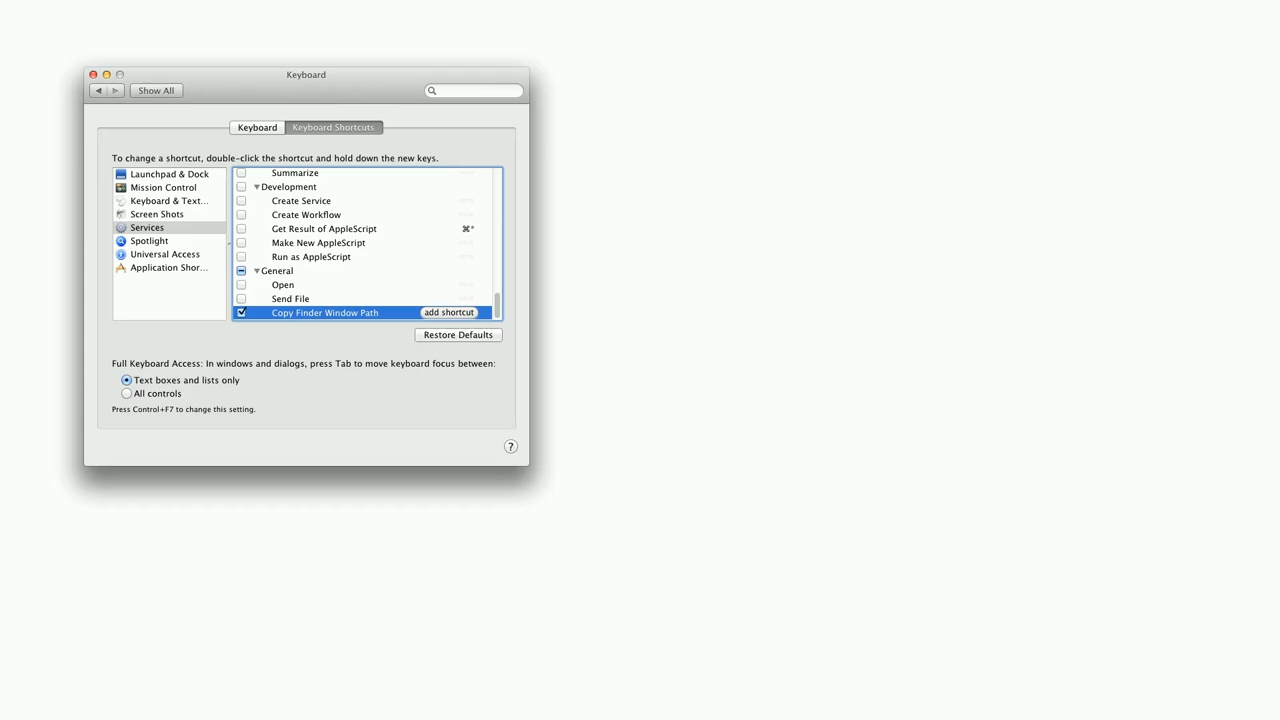 Keyboard
Show All
Keyboard Keyboard Shortcuts
To change a shortcut, double-click the shortcut and hold down the new keys.
Launchpad & Dock
Mission Control
Keyboard & Text...
Screen Shots
Services
Spotlight
Universal Access
Application Shor...
Summarize
Development
Create Service
Create Workflow
Get Result of AppleScript ⌘*
Make New AppleScript
Run as AppleScript
General
Open
Send File
Copy Finder Window Path add shortcut
Restore Defaults
Full Keyboard Access: In windows and dialogs, press Tab to move keyboard focus between:
Text boxes and lists only
All controls
Press Control+F7 to change this setting.
?